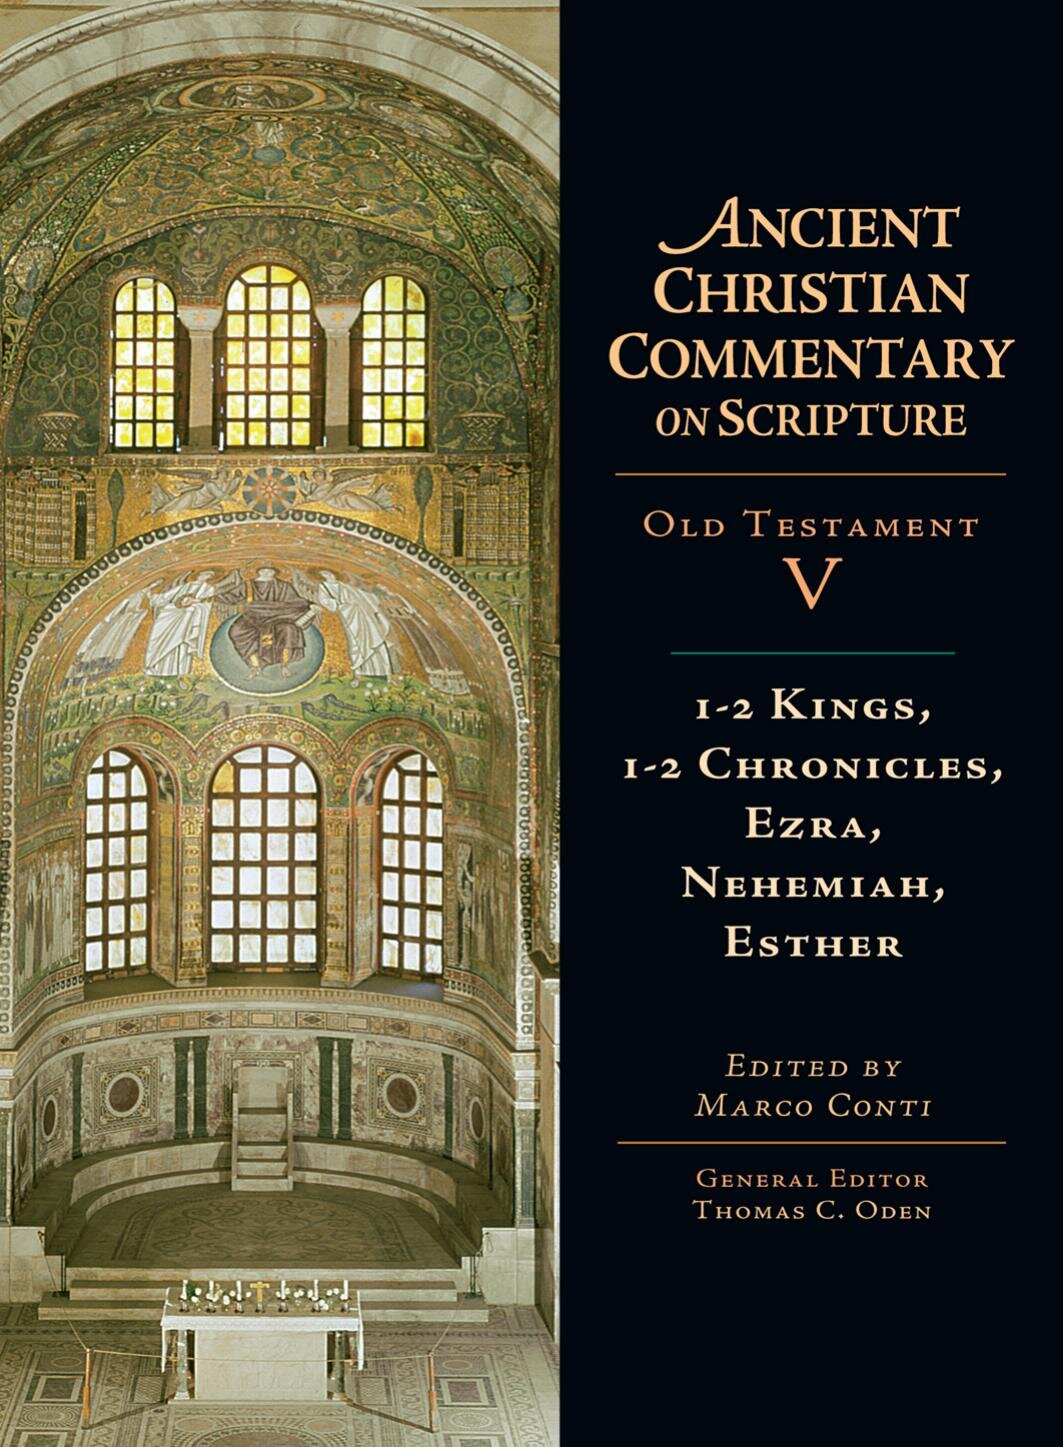 Ancient
Christian
Commentary
on Scripture
Old Testament
V
1-2 Kings,
1-2 Chronicles,
Ezra,
Nehemiah,
Esther
Edited by
Marco Conti
General Editor
Thomas C. Oden